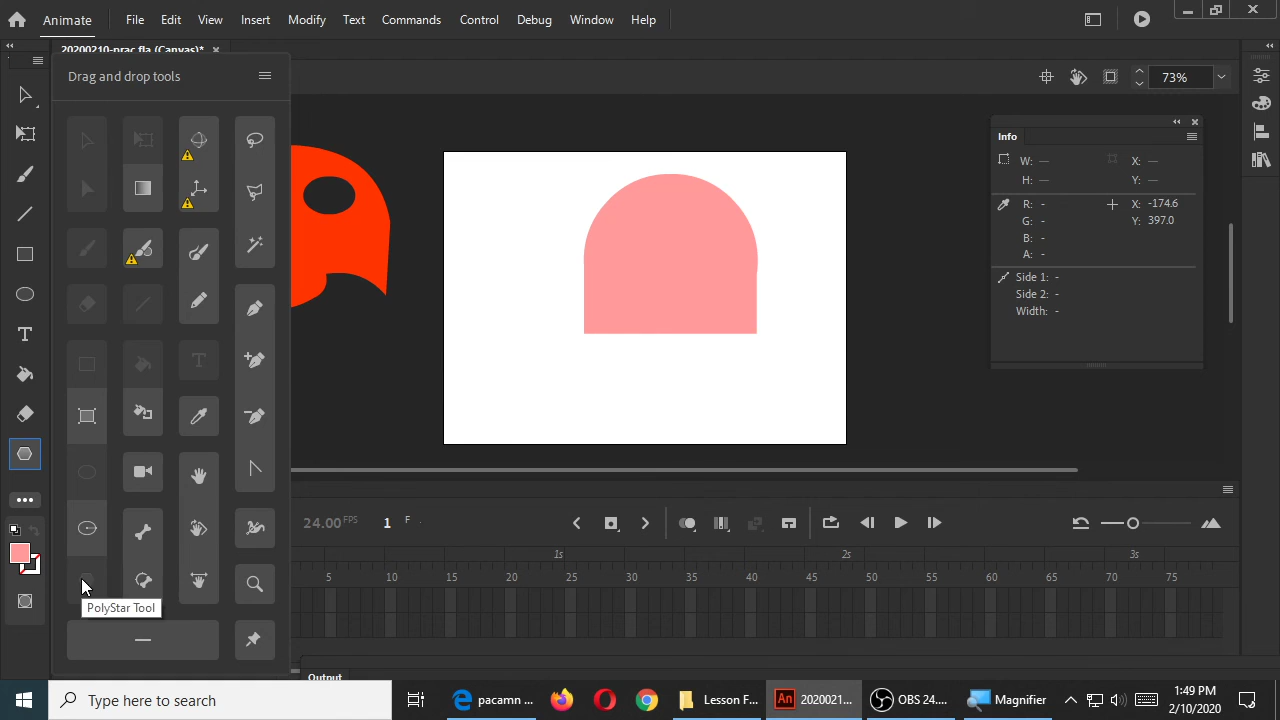 Animate File Edit View Insert Modify Text Commands Control Debug Window Help
20200210-prac.fla (Canvas)*
Drag and drop tools
73%
Info
W: — X: —
H: — Y: —
R: - X: -174.6
G: - Y: 397.0
B: -
A: -
Side 1: -
Side 2: -
Width: -
T
T
24.00 FPS 1 F
1s 2s 3s
5 10 15 20 25 30 35 40 45 50 55 60 65 70 75
PolyStar Tool
Output
Type here to search
pacamn ...
Lesson F...
An 2020021...
OBS 24....
Magnifier
1:49 PM
2/10/2020